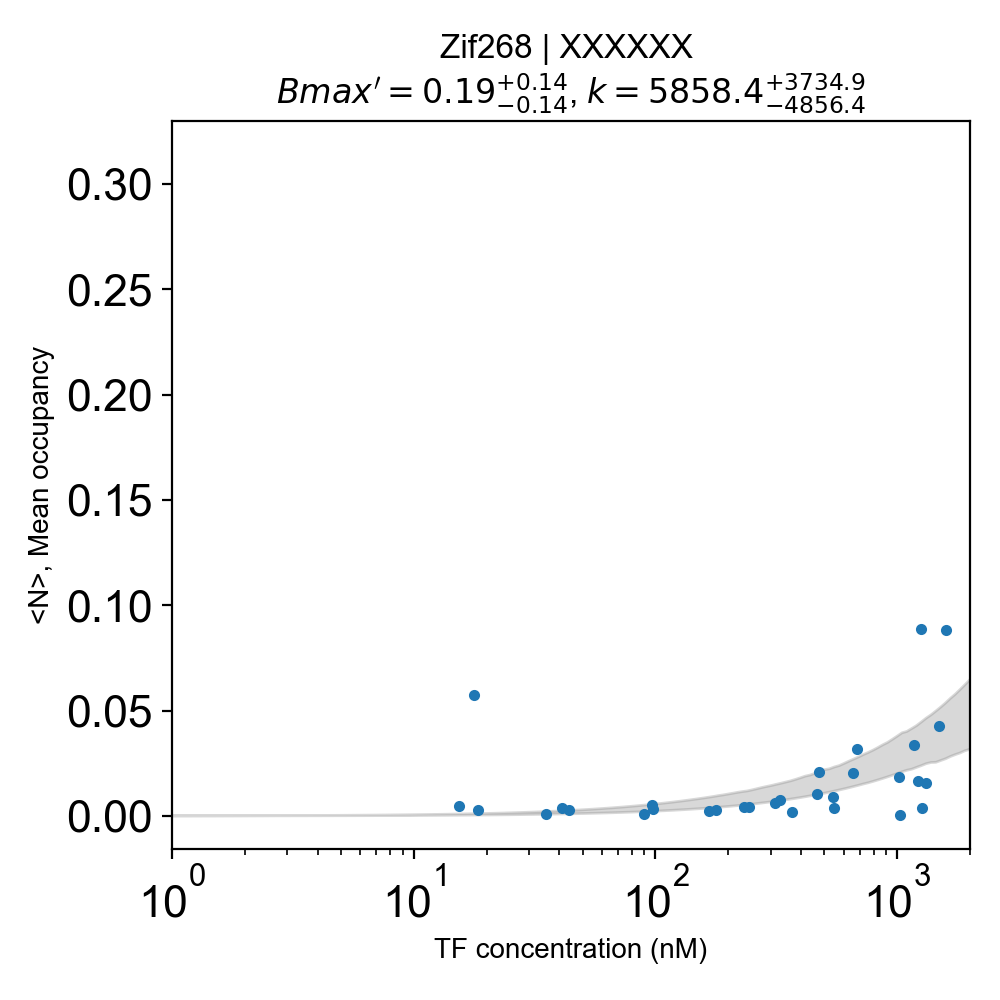 Zif268 | XXXXXX
Bmax′ = 0.19 +0.14 −0.14, k = 5858.4 +3734.9 −4856.4
0.30
0.25
0.20
0.15
0.10
0.05
0.00
<N>, Mean occupancy
10^0 10^1 10^2 10^3
TF concentration (nM)